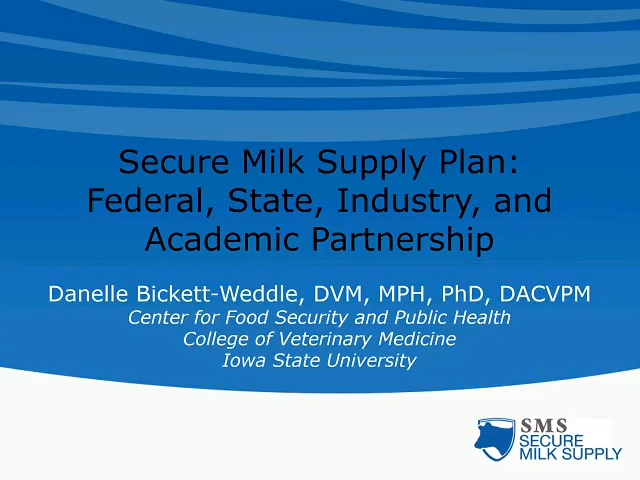 Secure Milk Supply Plan:
Federal, State, Industry, and
Academic Partnership
Danelle Bickett-Weddle, DVM, MPH, PhD, DACVPM
Center for Food Security and Public Health
College of Veterinary Medicine
Iowa State University
SMS
SECURE
MILK SUPPLY